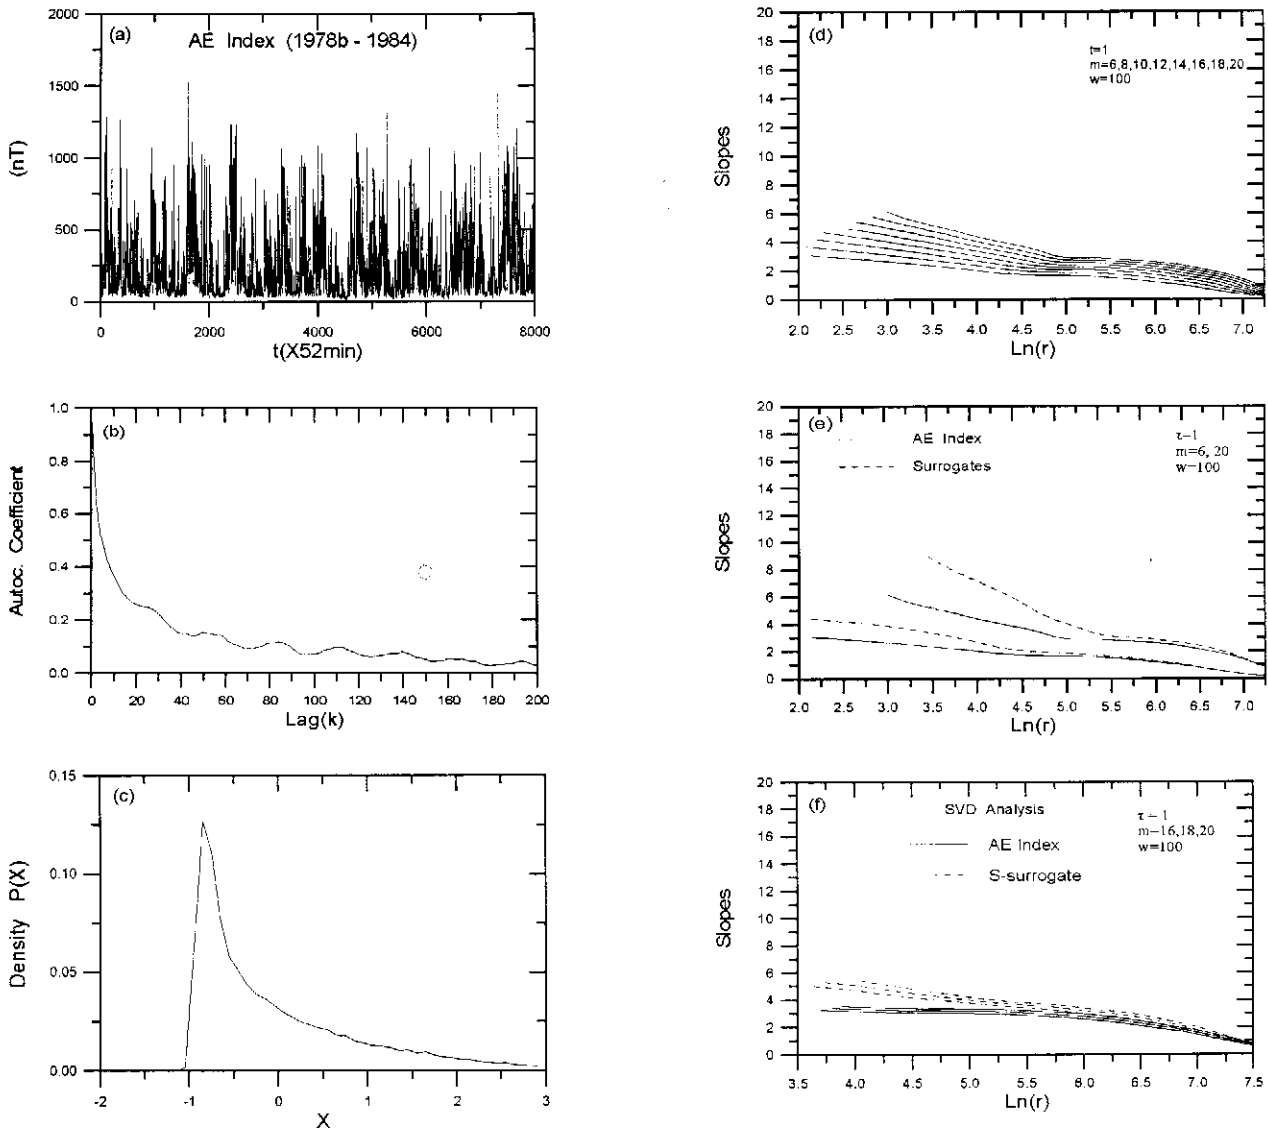 (a)
AE Index (1978b - 1984)
2000
1500
1000
500
0
(nT)
0 2000 4000 6000 8000
t(X52min)
(b)
1.0
0.8
0.6
0.4
0.2
0.0
Autoc. Coefficient
0 20 40 60 80 100 120 140 160 180 200
Lag(k)
(c)
0.15
0.10
0.05
0.00
Density P(X)
-2 -1 0 1 2 3
X
(d)
t=1
m=6,8,10,12,14,16,18,20
w=100
20
18
16
14
12
10
8
6
4
2
0
Slopes
2.0 2.5 3.0 3.5 4.0 4.5 5.0 5.5 6.0 6.5 7.0
Ln(r)
(e)
AE Index
Surrogates
τ=1
m=6, 20
w=100
20
18
16
14
12
10
8
6
4
2
0
Slopes
2.0 2.5 3.0 3.5 4.0 4.5 5.0 5.5 6.0 6.5 7.0
Ln(r)
(f)
SVD Analysis
AE Index
S-surrogate
τ = 1
m=16,18,20
w=100
20
18
16
14
12
10
8
6
4
2
0
Slopes
3.5 4.0 4.5 5.0 5.5 6.0 6.5 7.0 7.5
Ln(r)